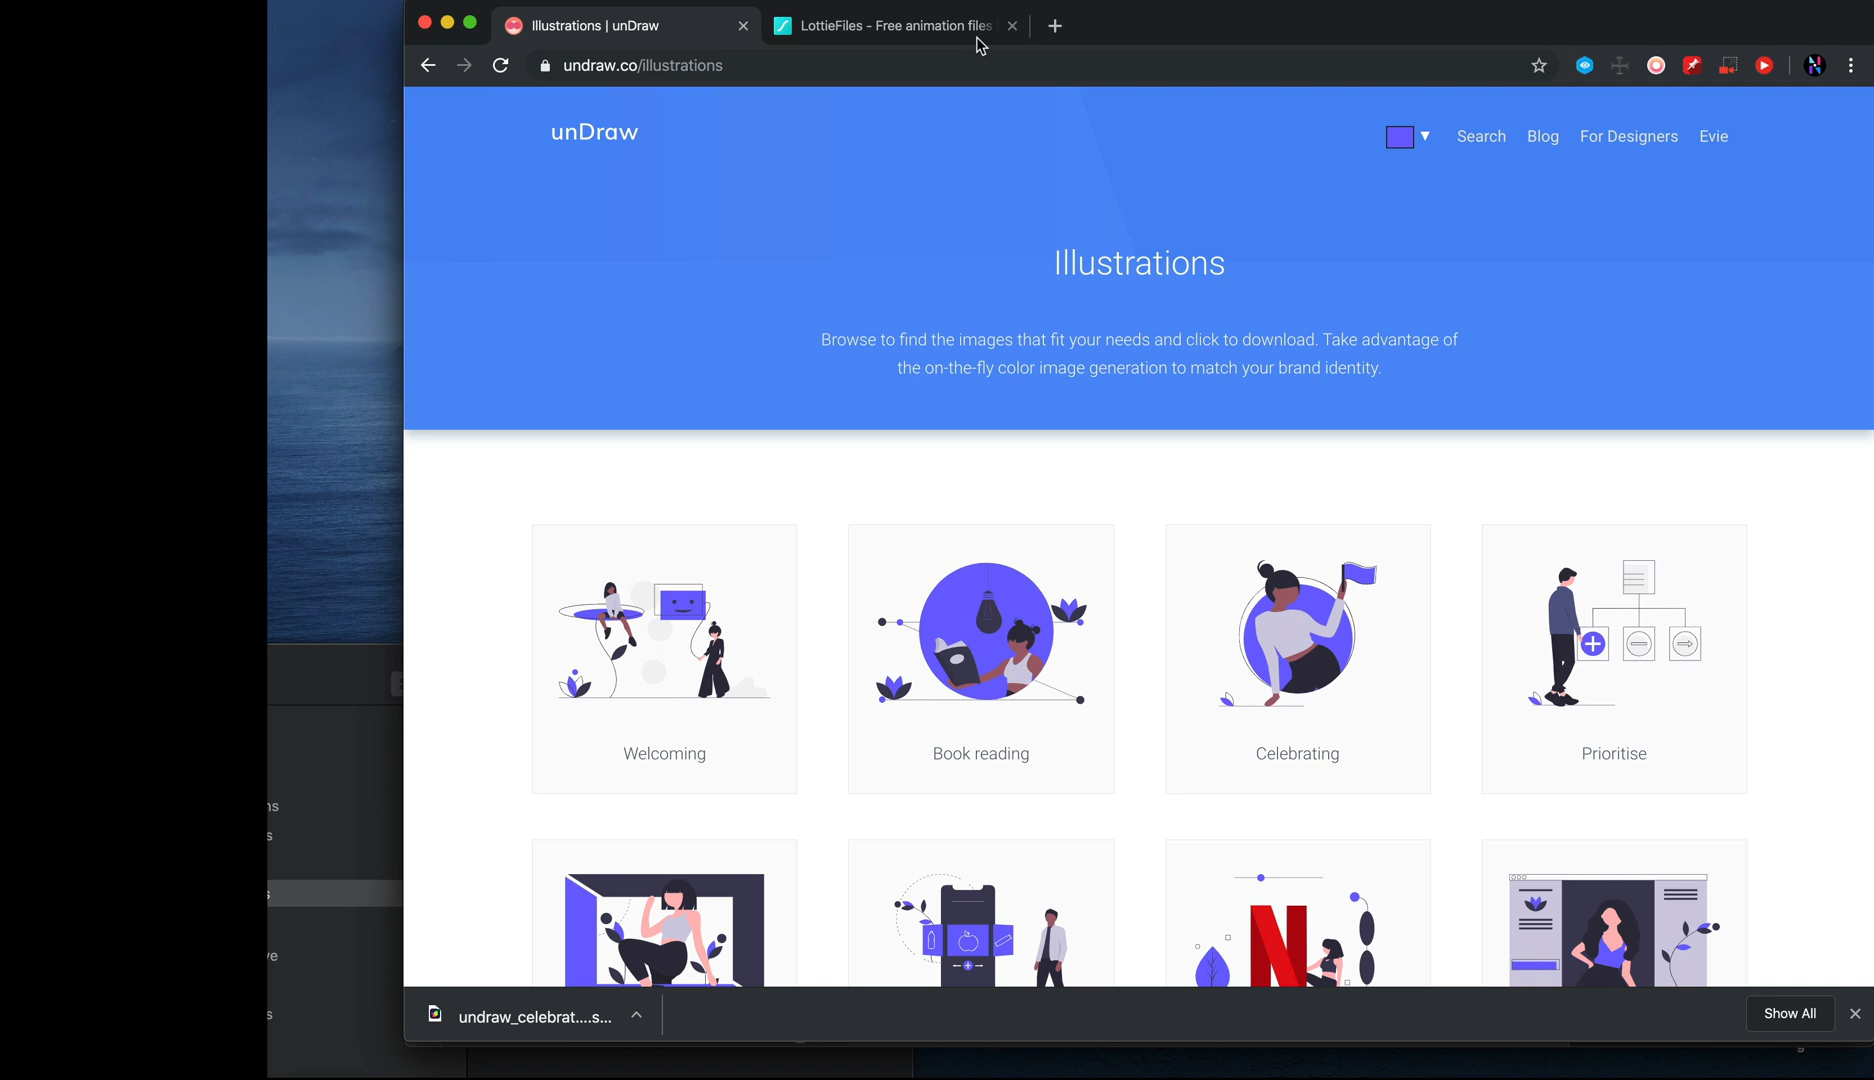 Illustrations | unDraw
LottieFiles - Free animation files
undraw.co/illustrations
unDraw
Search
Blog
For Designers
Evie
Illustrations
Browse to find the images that fit your needs and click to download. Take advantage of
the on-the-fly color image generation to match your brand identity.
Welcoming
Book reading
Celebrating
Prioritise
undraw_celebrat....s...
Show All